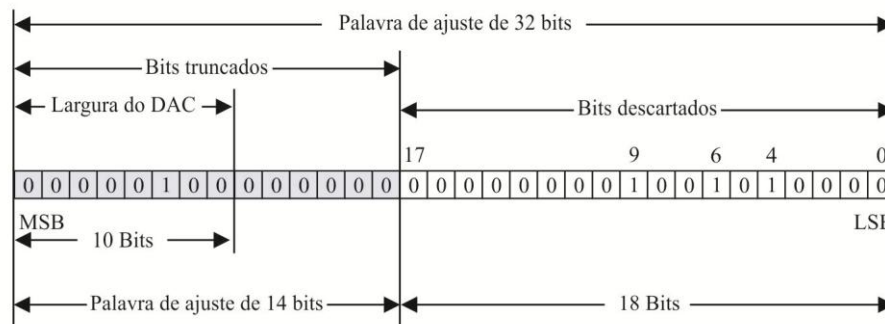 Palavra de ajuste de 32 bits
Bits truncados
Largura do DAC
Bits descartados
17 9 6 4 0
0 0 0 0 0 1 0 0 0 0 0 0 0 0 0 0 0 0 0 0 0 0 1 0 0 1 0 1 0 0 0 0
MSB LSB
10 Bits
Palavra de ajuste de 14 bits 18 Bits